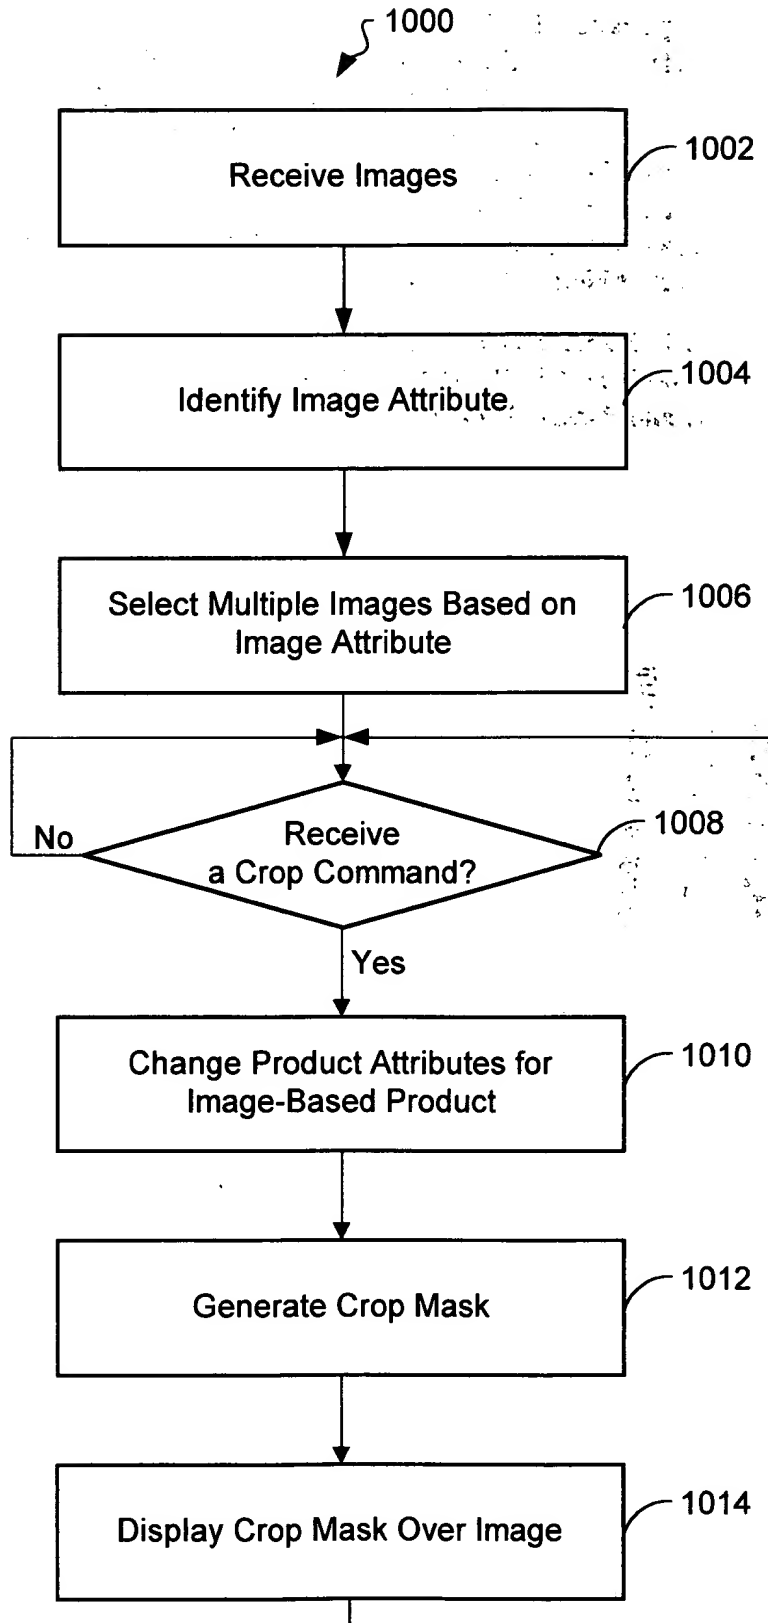 1000
Receive Images
1002
Identify Image Attribute
1004
Select Multiple Images Based on
Image Attribute
1006
Receive
a Crop Command?
1008
No
Yes
Change Product Attributes for
Image-Based Product
1010
Generate Crop Mask
1012
Display Crop Mask Over Image
1014